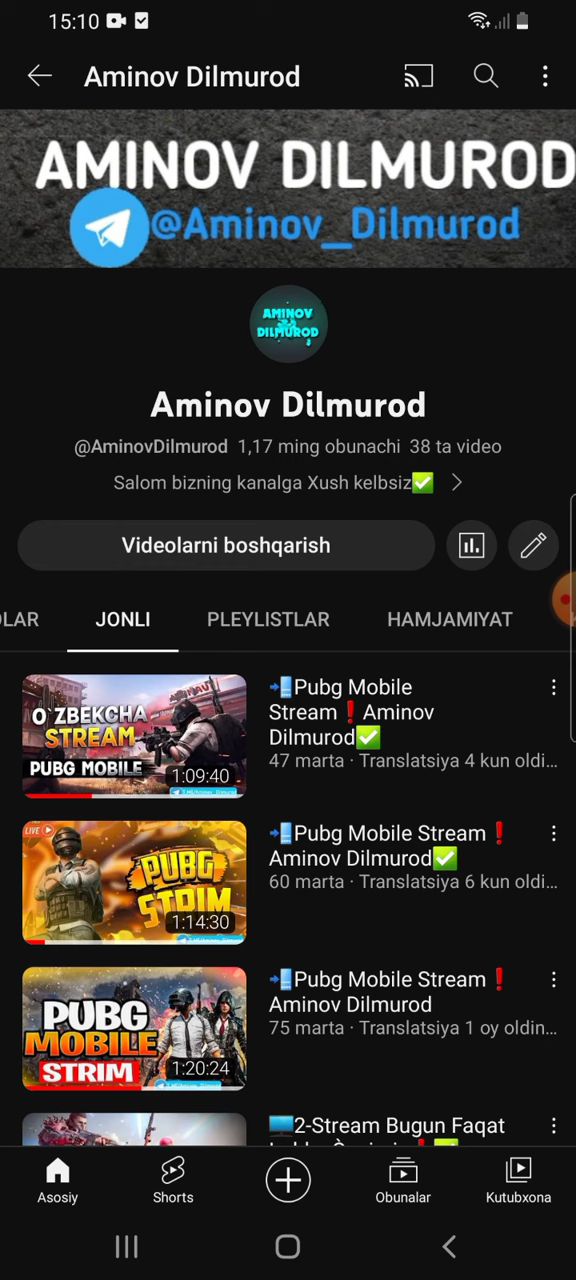 15:10
Aminov Dilmurod
AMINOV DILMUROD
@Aminov_Dilmurod
AMINOV
DILMUROD
Aminov Dilmurod
@AminovDilmurod 1,17 ming obunachi 38 ta video
Salom bizning kanalga Xush kelbsiz✅
Videolarni boshqarish
OLAR JONLI PLEYLISTLAR HAMJAMIYAT
O`ZBEKCHA
STREAM
PUBG MOBILE
1:09:40
📲Pubg Mobile
Stream❗Aminov
Dilmurod✅
47 marta · Translatsiya 4 kun oldi...
LIVE
PUBG
STRIM
1:14:30
📲Pubg Mobile Stream❗
Aminov Dilmurod✅
60 marta · Translatsiya 6 kun oldi...
PUBG
MOBILE
STRIM
1:20:24
📲Pubg Mobile Stream❗
Aminov Dilmurod
75 marta · Translatsiya 1 oy oldin...
🖥️2-Stream Bugun Faqat
Asosiy
Shorts
Obunalar
Kutubxona